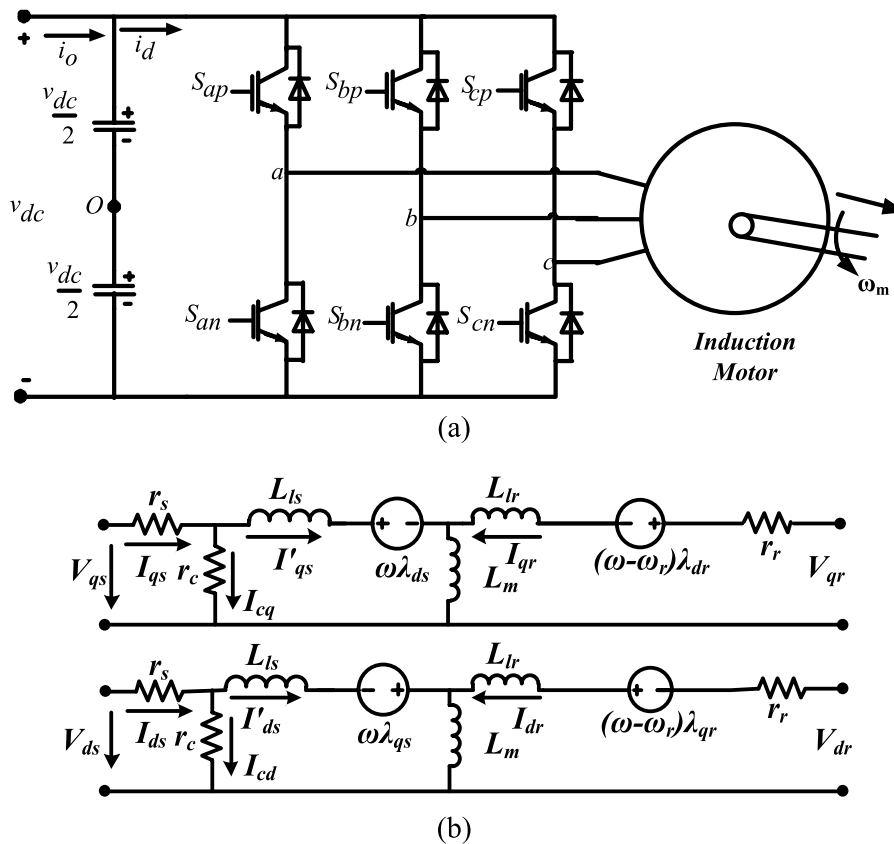 +
i_o
i_d
S_ap
S_bp
S_cp
v_dc/2
+
-
a
v_dc
O
b
c
v_dc/2
+
-
S_an
S_bn
S_cn
ω_m
Induction
Motor
-
(a)
r_s
L_ls
L_lr
+ -
- +
V_qs
I_qs
r_c
I'_qs
ωλ_ds
I_qr
L_m
(ω-ω_r)λ_dr
r_r
V_qr
I_cq
r_s
L_ls
L_lr
- +
+ -
V_ds
I_ds
r_c
I'_ds
ωλ_qs
I_dr
L_m
(ω-ω_r)λ_qr
r_r
V_dr
I_cd
(b)